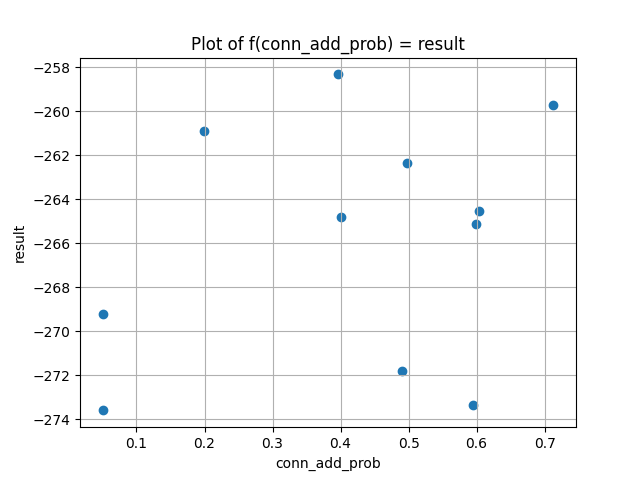 Plot of f(conn_add_prob) = result
−258
−260
−262
−264
−266
−268
−270
−272
−274
result
0.1 0.2 0.3 0.4 0.5 0.6 0.7
conn_add_prob